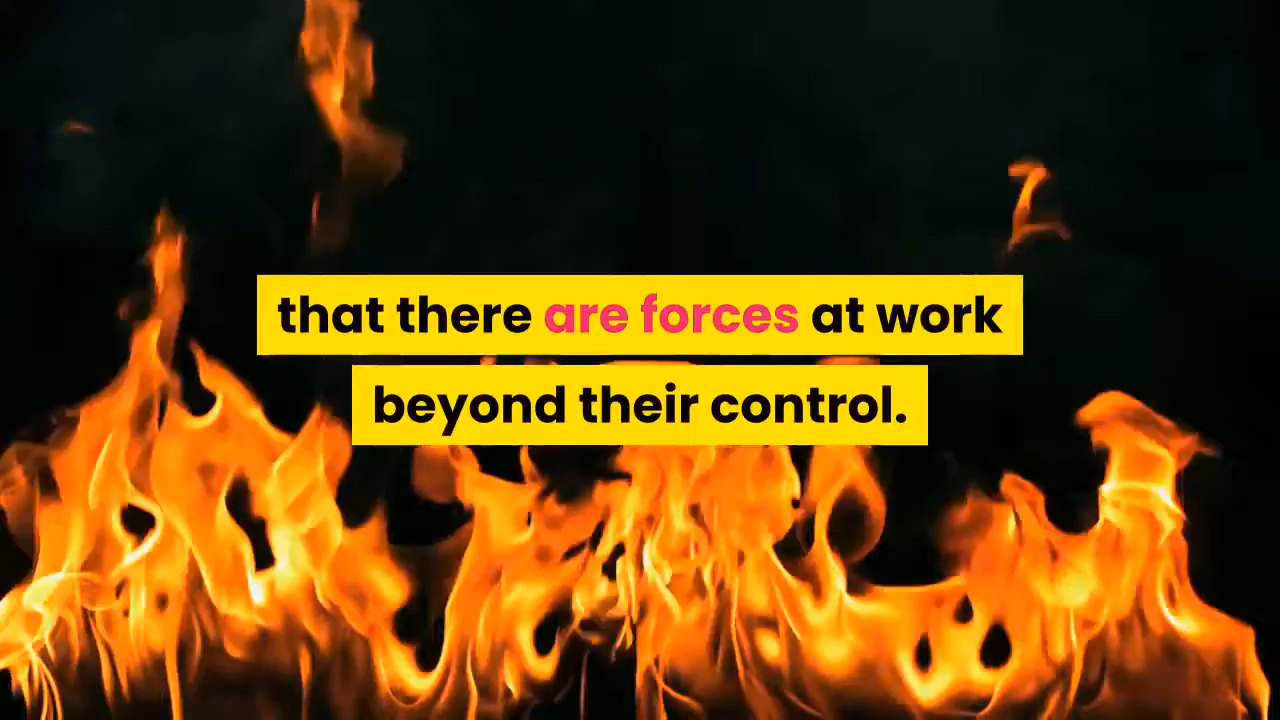 that there are forces at work
beyond their control.